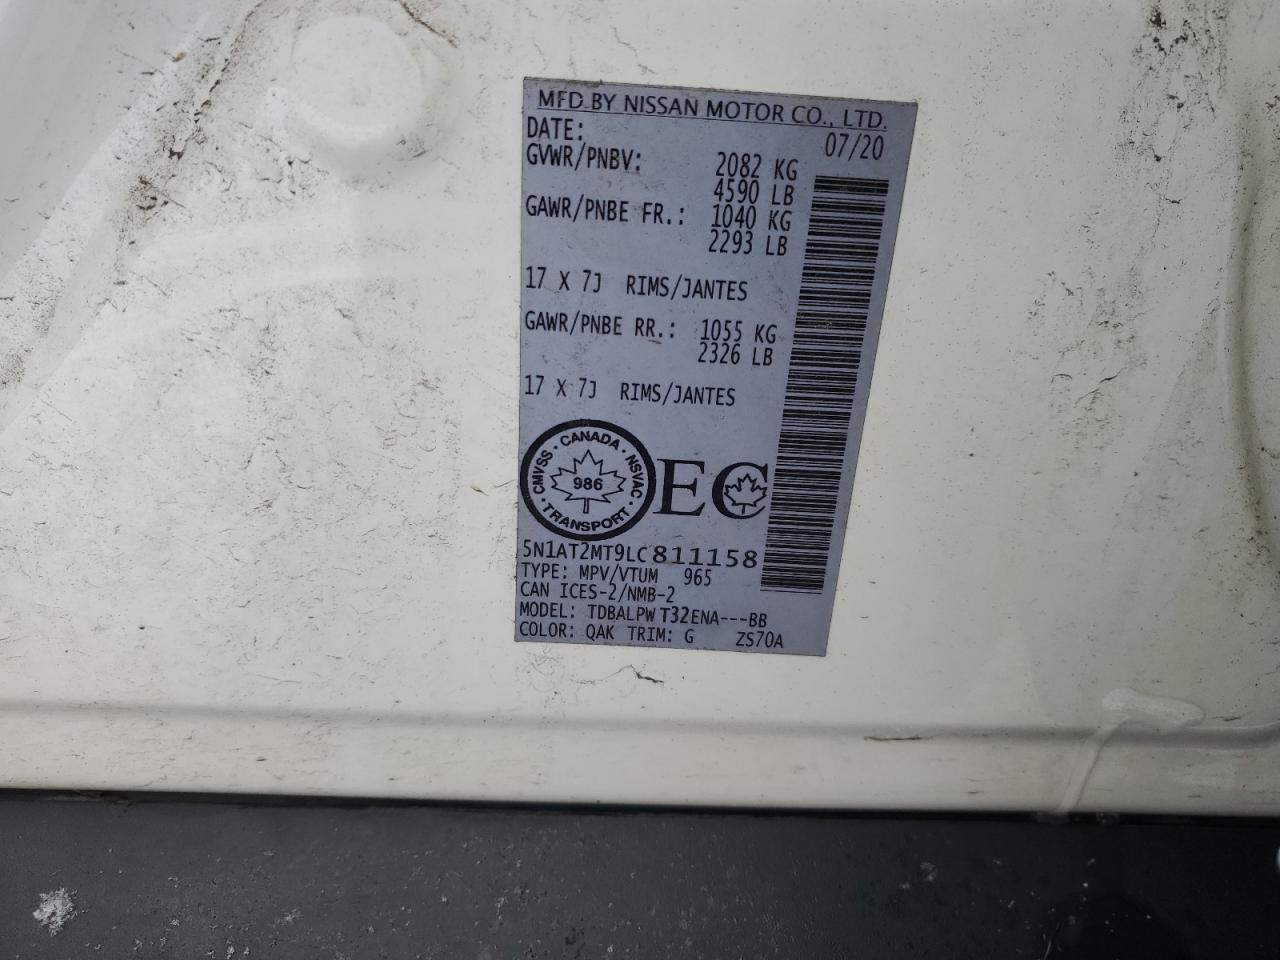 MFD BY NISSAN MOTOR CO., LTD.
DATE: 07/20
GVWR/PNBV: 2082 KG
4590 LB
GAWR/PNBE FR.: 1040 KG
2293 LB
17 X 7J RIMS/JANTES
GAWR/PNBE RR.: 1055 KG
2326 LB
17 X 7J RIMS/JANTES
CMVSS · CANADA · NSVAC · TRANSPORT ·
986
EC
5N1AT2MT9LC811158
TYPE: MPV/VTUM 965
CAN ICES-2/NMB-2
MODEL: TDBALPW T32ENA---BB
COLOR: QAK TRIM: G ZS70A